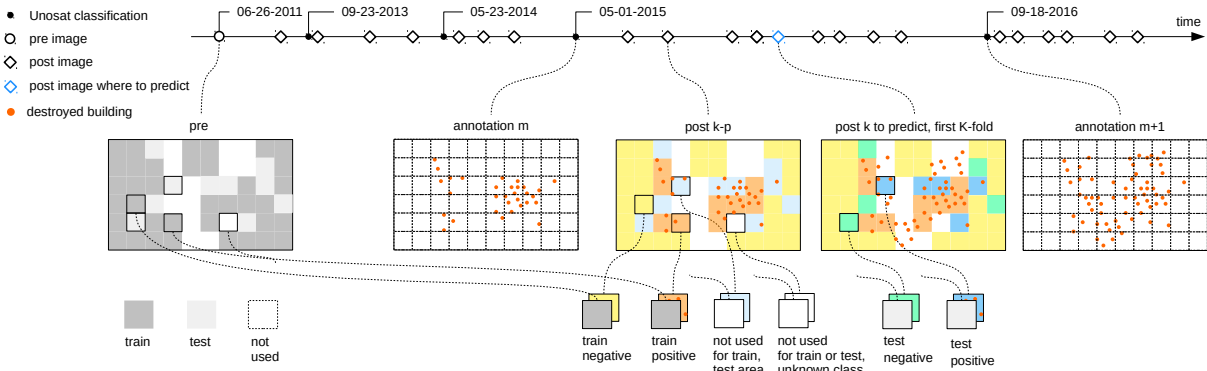 Unosat classification
pre image
post image
post image where to predict
destroyed building
06-26-2011
09-23-2013
05-23-2014
05-01-2015
09-18-2016
time
pre
annotation m
post k-p
post k to predict, first K-fold
annotation m+1
train
test
not
used
train
negative
train
positive
not used
for train,
test area
not used
for train or test,
unknown class
test
negative
test
positive